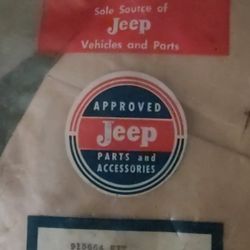 Sole Source of
Jeep
Vehicles and Parts
APPROVED
Jeep
PARTS and
ACCESSORIES